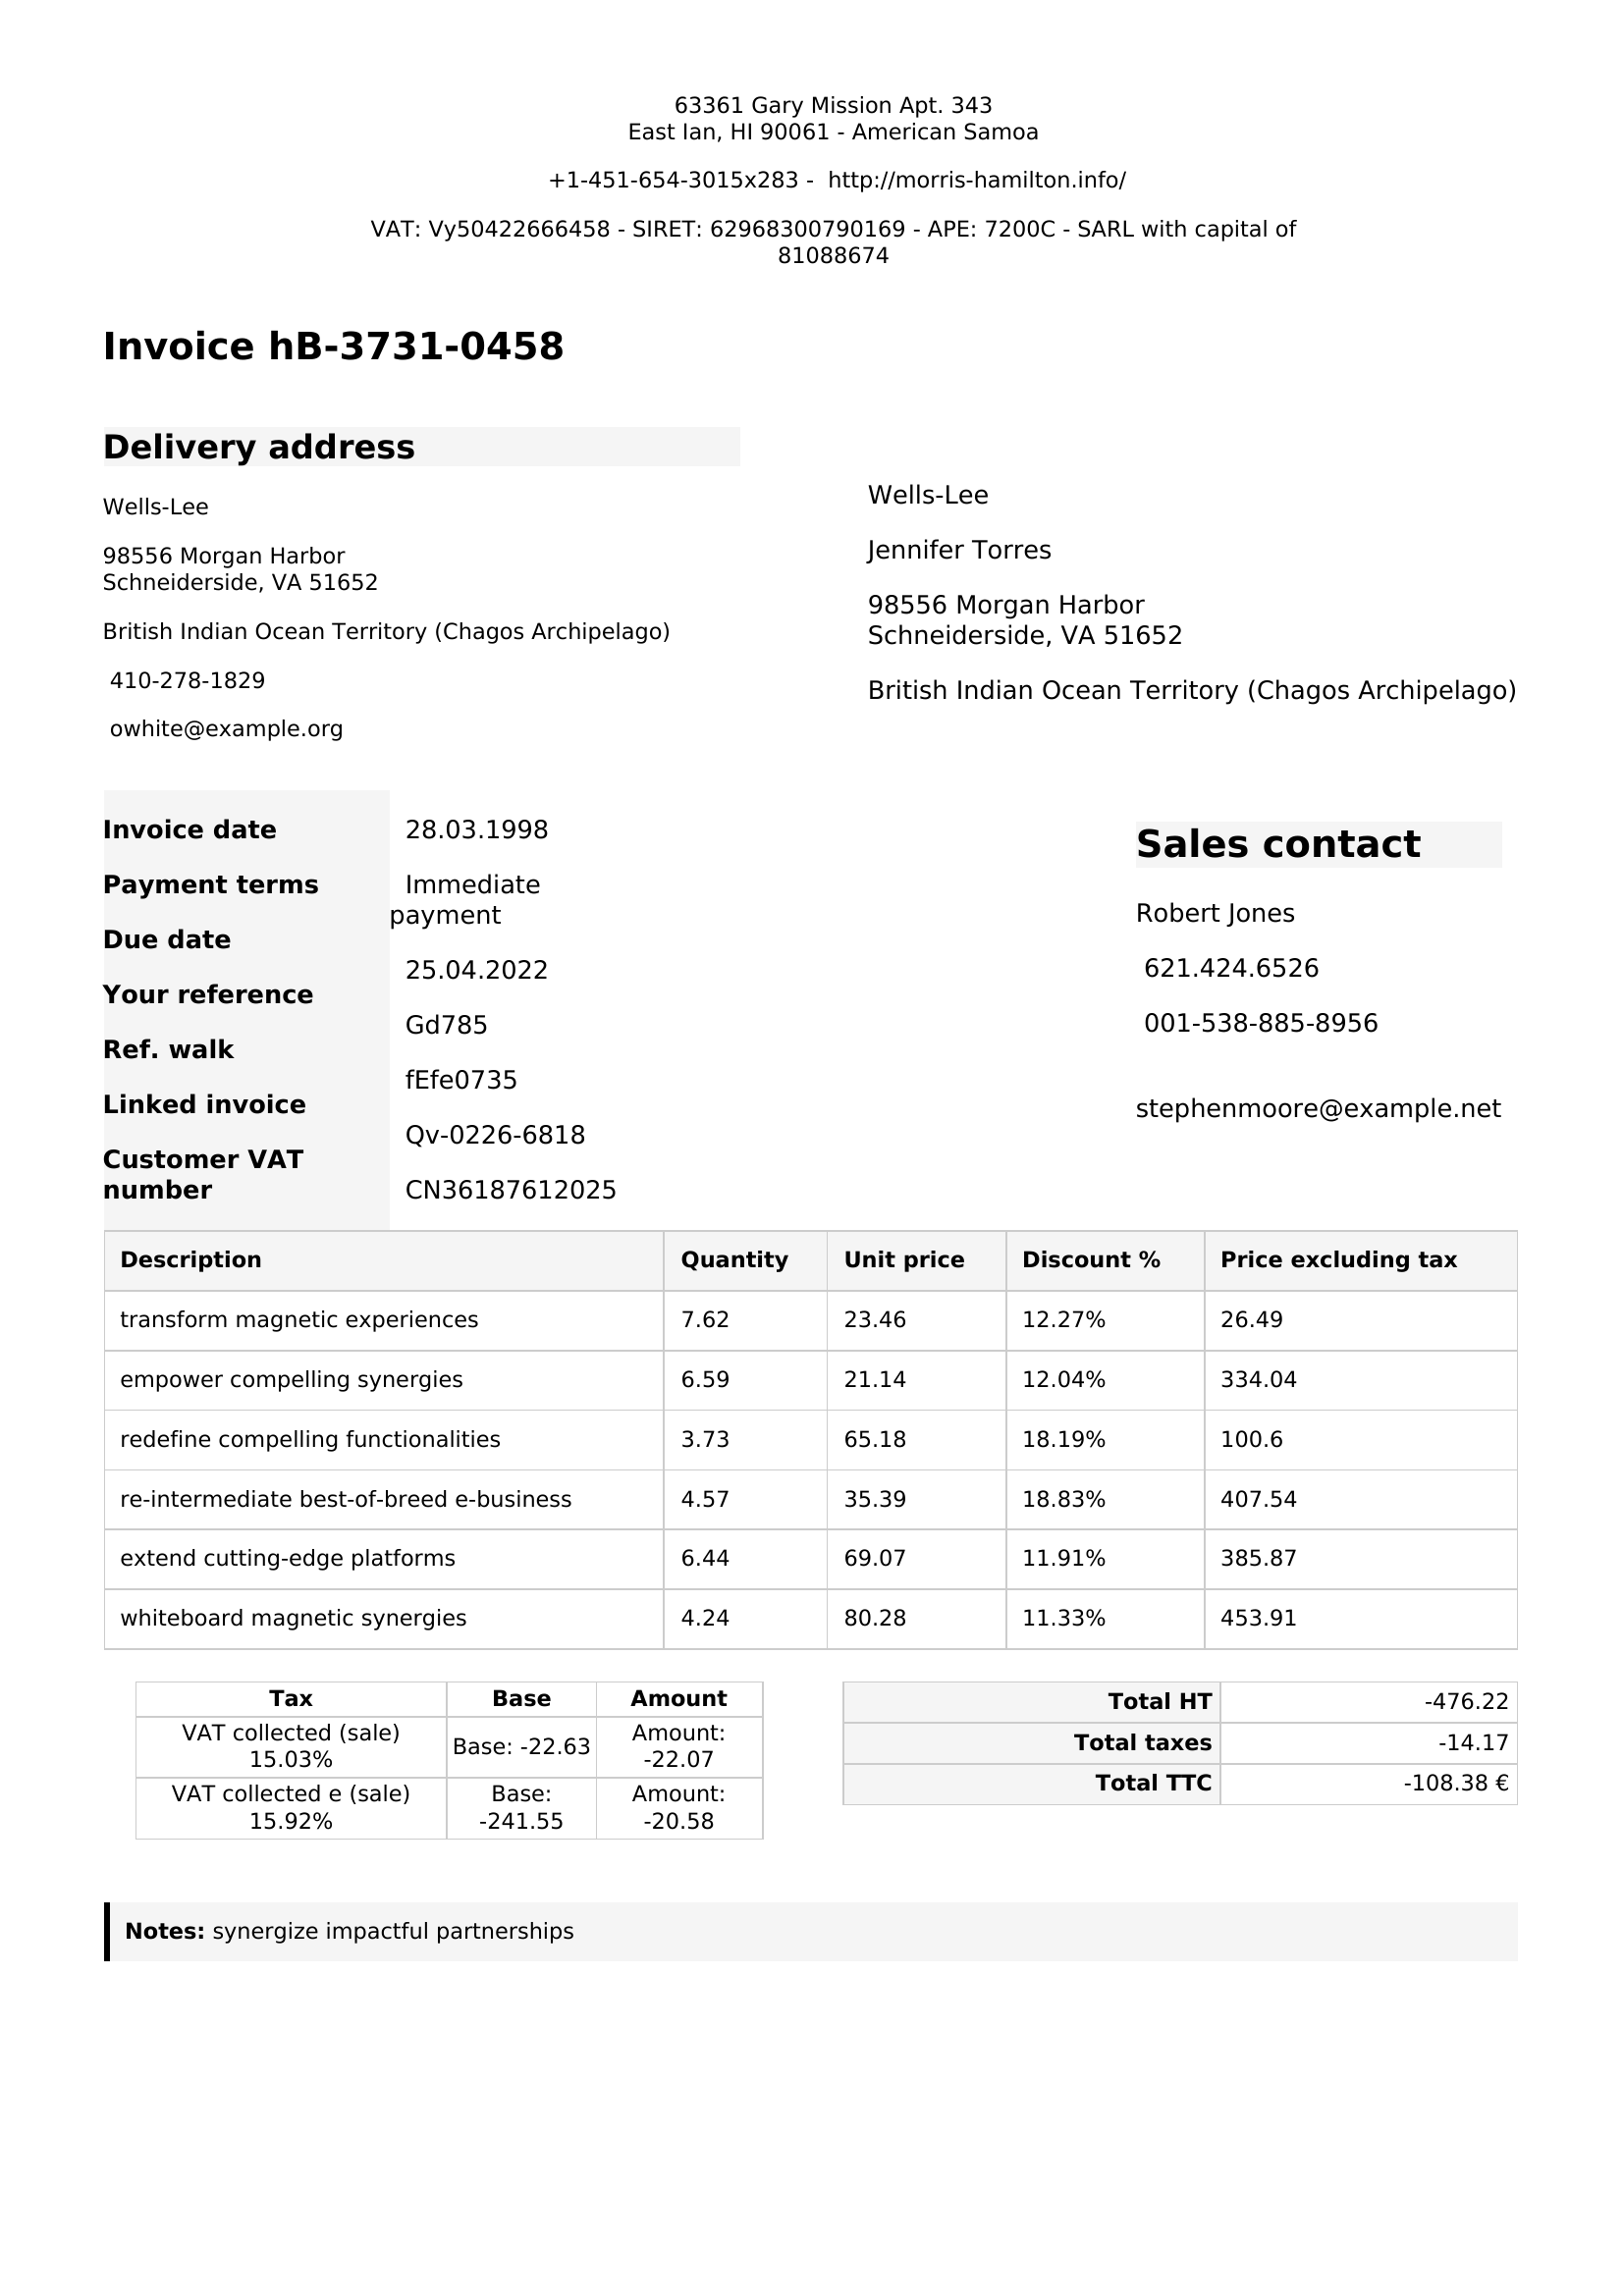 63361 Gary Mission Apt. 343
East Ian, HI 90061 - American Samoa
+1-451-654-3015x283 - http://morris-hamilton.info/
VAT: Vy50422666458 - SIRET: 62968300790169 - APE: 7200C - SARL with capital of
81088674
Invoice hB-3731-0458
Delivery address
Wells-Lee
98556 Morgan Harbor
Schneiderside, VA 51652
British Indian Ocean Territory (Chagos Archipelago)
410-278-1829
owhite@example.org
Wells-Lee
Jennifer Torres
98556 Morgan Harbor
Schneiderside, VA 51652
British Indian Ocean Territory (Chagos Archipelago)
Invoice date
Payment terms
Due date
Your reference
Ref. walk
Linked invoice
Customer VAT
number
28.03.1998
Immediate
payment
25.04.2022
Gd785
fEfe0735
Qv-0226-6818
CN36187612025
Sales contact
Robert Jones
621.424.6526
001-538-885-8956
stephenmoore@example.net
Description Quantity Unit price Discount % Price excluding tax
transform magnetic experiences 7.62 23.46 12.27% 26.49
empower compelling synergies 6.59 21.14 12.04% 334.04
redefine compelling functionalities 3.73 65.18 18.19% 100.6
re-intermediate best-of-breed e-business 4.57 35.39 18.83% 407.54
extend cutting-edge platforms 6.44 69.07 11.91% 385.87
whiteboard magnetic synergies 4.24 80.28 11.33% 453.91
Tax Base Amount
VAT collected (sale)
15.03%
Base: -22.63
Amount:
-22.07
VAT collected e (sale)
15.92%
Base:
-241.55
Amount:
-20.58
Total HT -476.22
Total taxes -14.17
Total TTC -108.38 €
Notes: synergize impactful partnerships